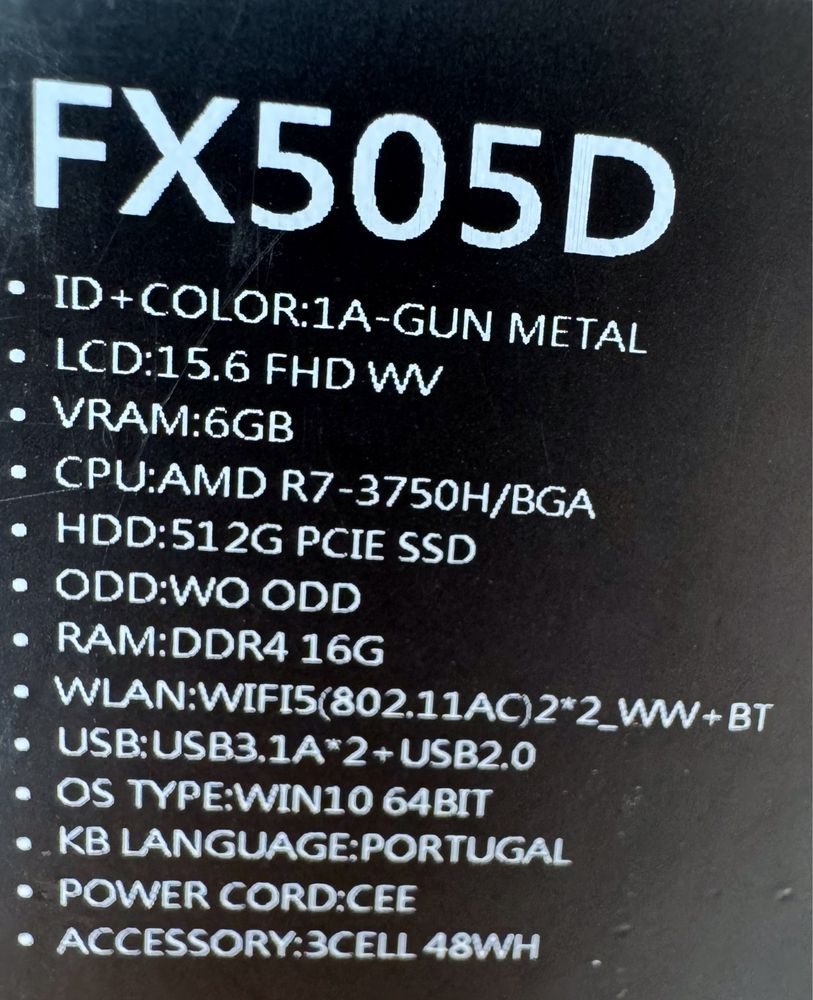 FX505D
• ID+COLOR:1A-GUN METAL
• LCD:15.6 FHD WV
• VRAM:6GB
• CPU:AMD R7-3750H/BGA
• HDD:512G PCIE SSD
• ODD:WO ODD
• RAM:DDR4 16G
• WLAN:WIFI5(802.11AC)2*2_WW+BT
• USB:USB3.1A*2+USB2.0
• OS TYPE:WIN10 64BIT
• KB LANGUAGE:PORTUGAL
• POWER CORD:CEE
• ACCESSORY:3CELL 48WH